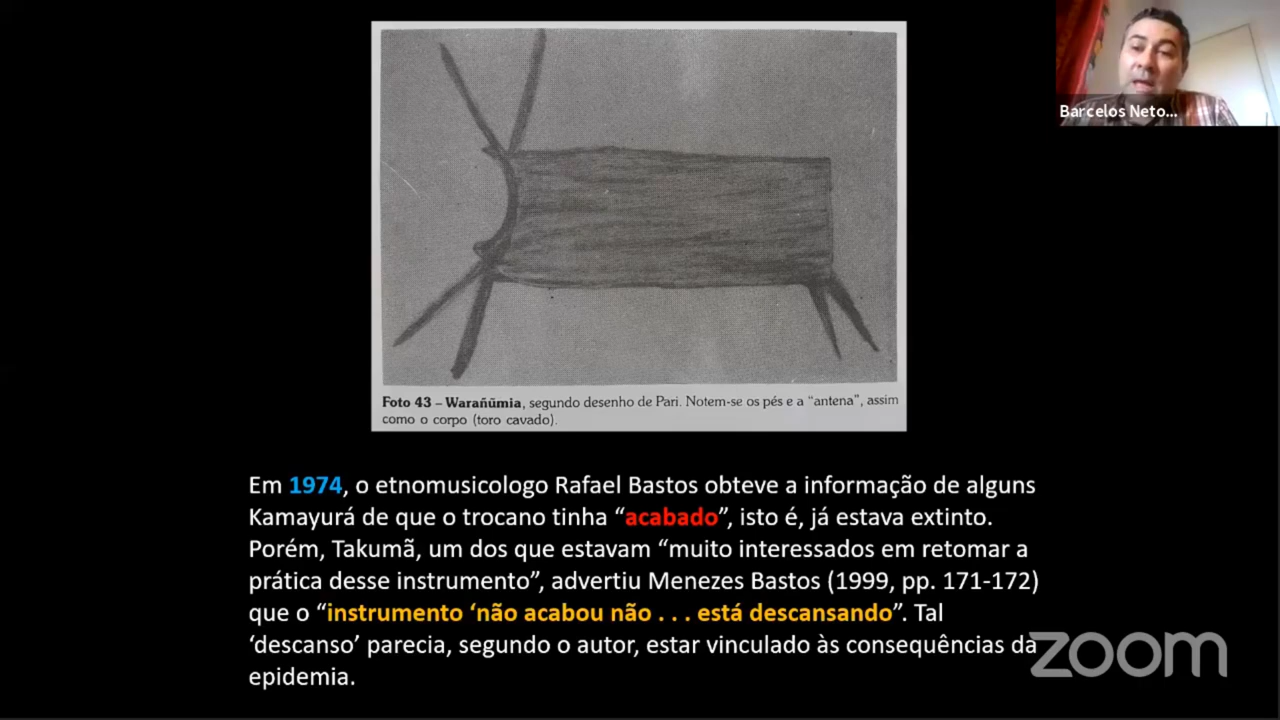 Barcelos Neto...
Foto 43 – Warañũmia, segundo desenho de Pari. Notem-se os pés e a “antena”, assim
como o corpo (toro cavado).
Em 1974, o etnomusicologo Rafael Bastos obteve a informação de alguns
Kamayurá de que o trocano tinha “acabado”, isto é, já estava extinto.
Porém, Takumã, um dos que estavam “muito interessados em retomar a
prática desse instrumento”, advertiu Menezes Bastos (1999, pp. 171-172)
que o “instrumento ‘não acabou não . . . está descansando”. Tal
‘descanso’ parecia, segundo o autor, estar vinculado às consequências da
epidemia.
zoom